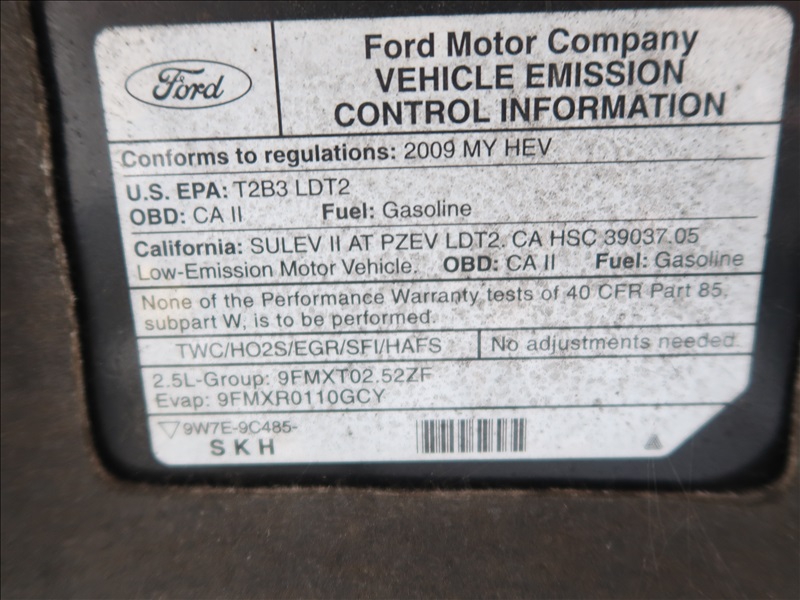 Ford
Ford Motor Company
VEHICLE EMISSION
CONTROL INFORMATION
Conforms to regulations: 2009 MY HEV
U.S. EPA: T2B3 LDT2
OBD: CA II Fuel: Gasoline
California: SULEV II AT PZEV LDT2. CA HSC 39037.05
Low-Emission Motor Vehicle. OBD: CA II Fuel: Gasoline
None of the Performance Warranty tests of 40 CFR Part 85,
subpart W, is to be performed.
TWC/HO2S/EGR/SFI/HAFS No adjustments needed.
2.5L-Group: 9FMXT02.52ZF
Evap: 9FMXR0110GCY
9W7E-9C485-
SKH